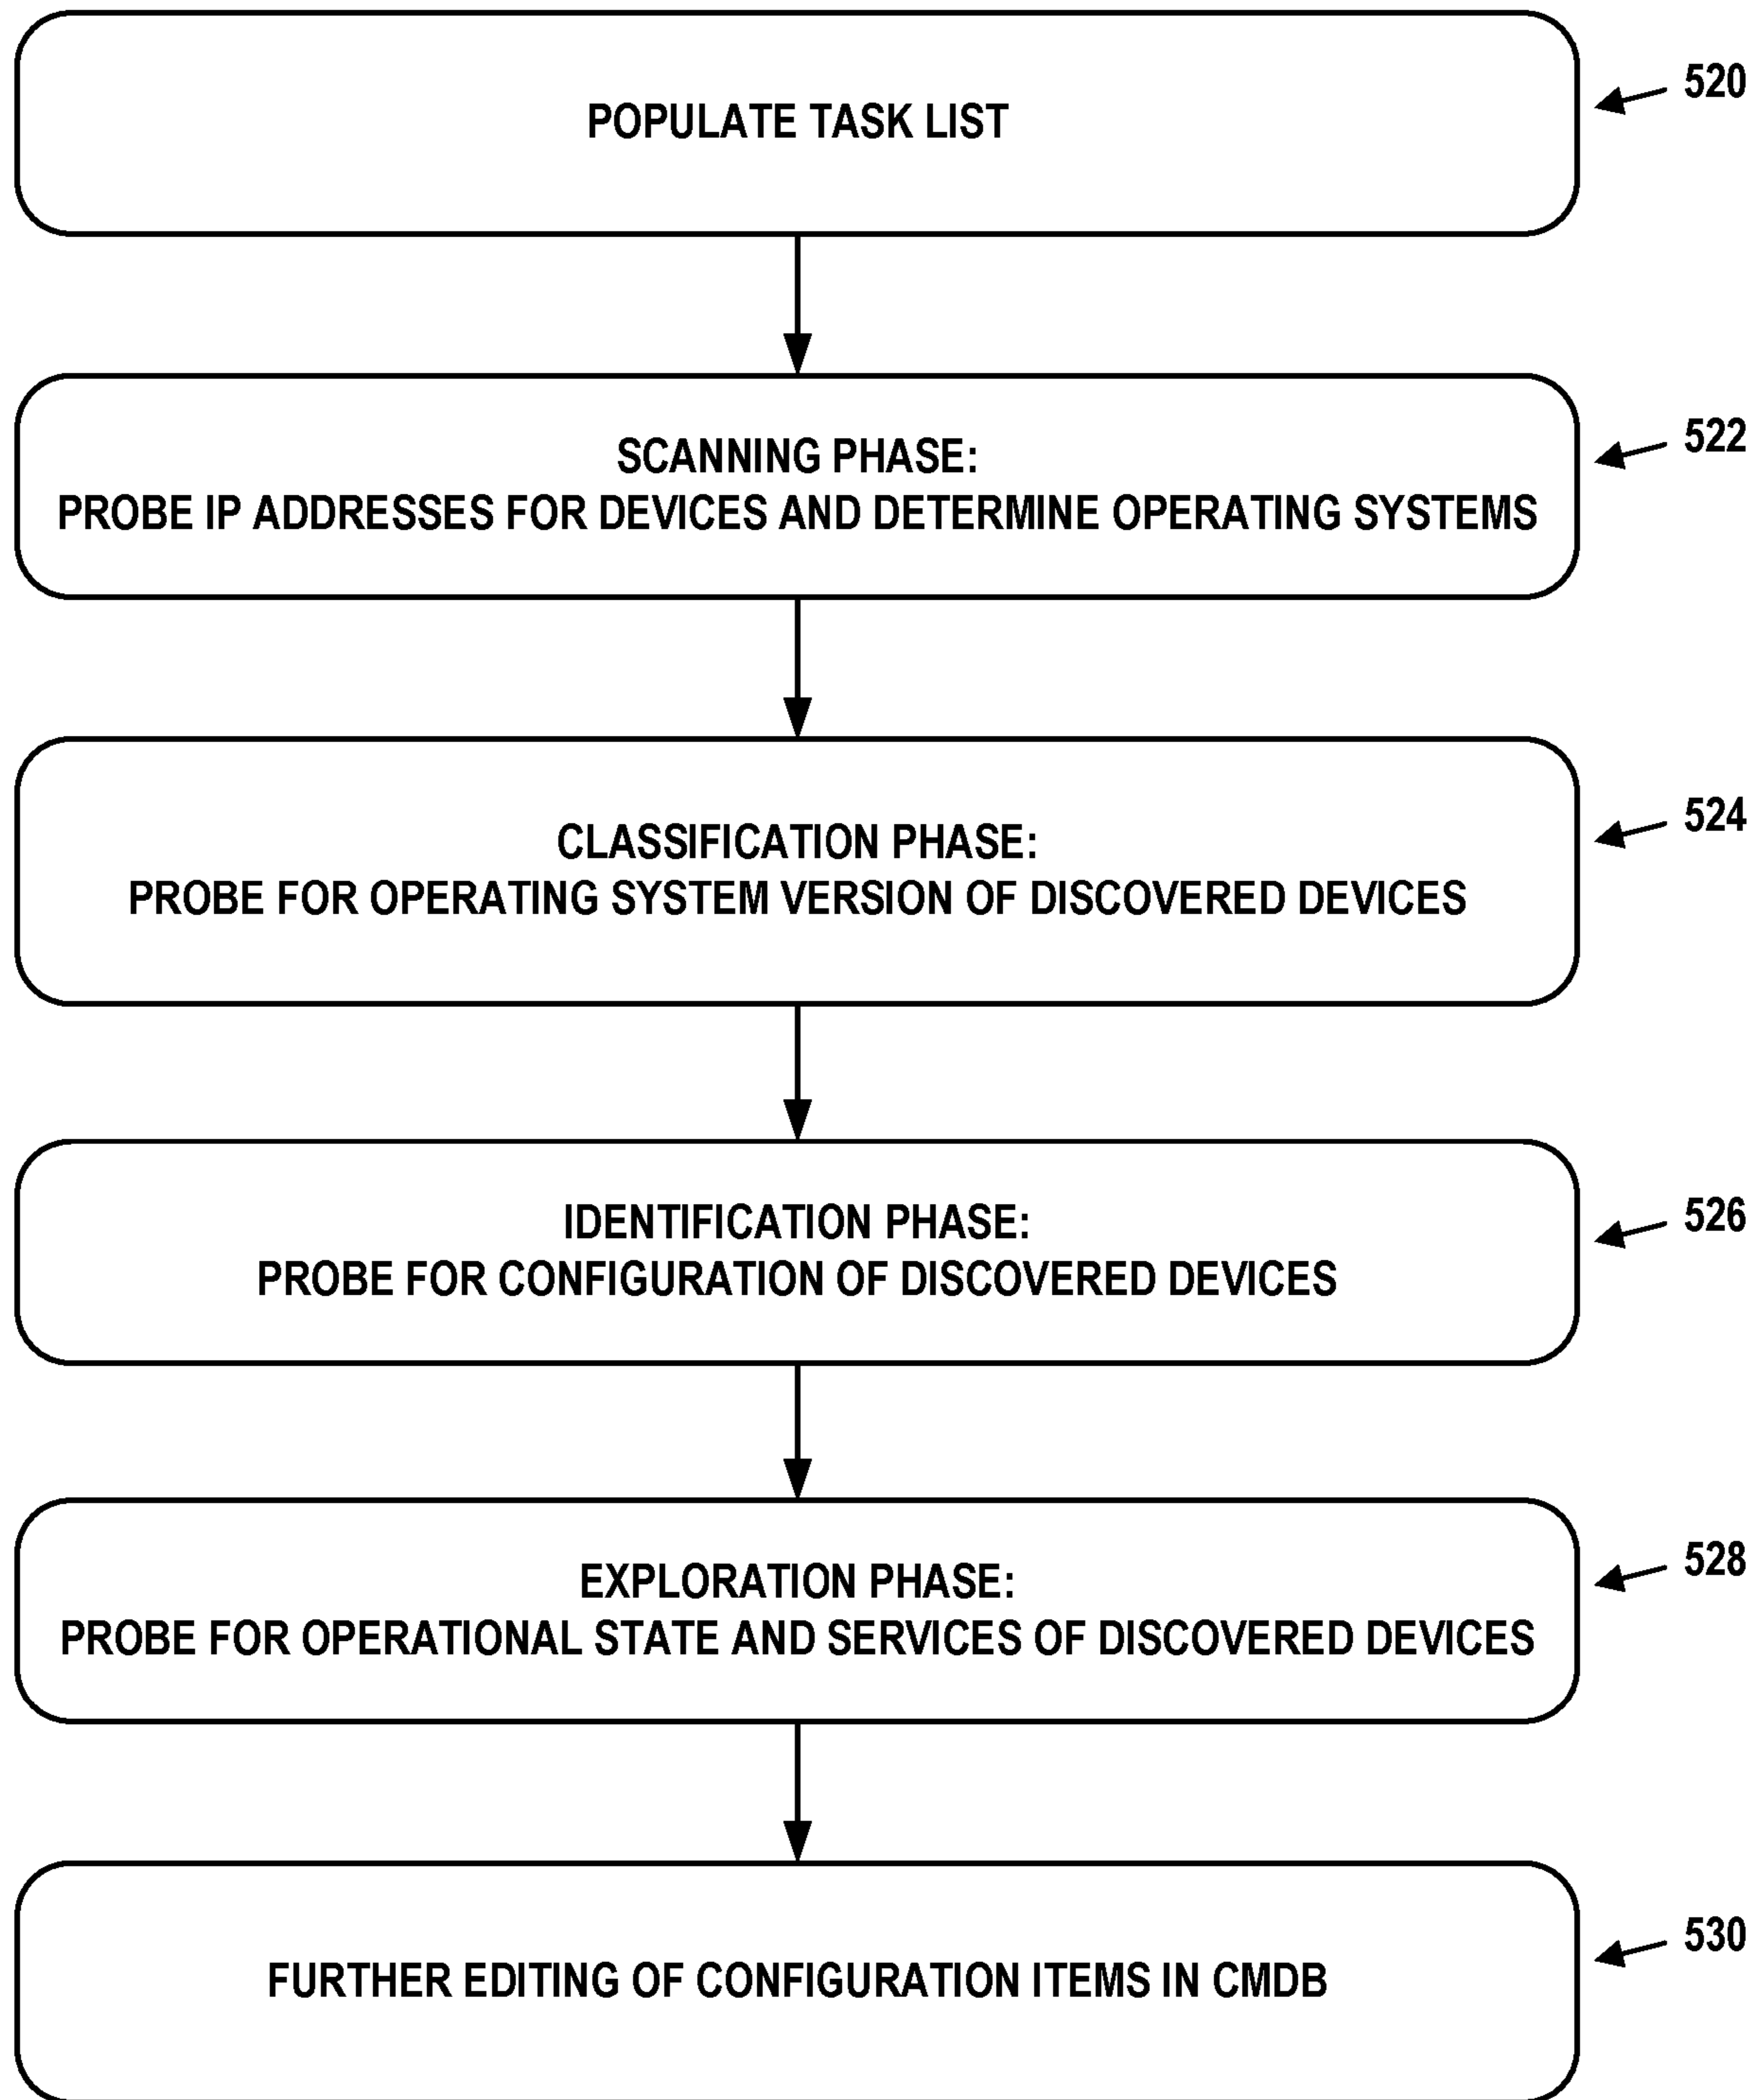 POPULATE TASK LIST
520
SCANNING PHASE:
PROBE IP ADDRESSES FOR DEVICES AND DETERMINE OPERATING SYSTEMS
522
CLASSIFICATION PHASE:
PROBE FOR OPERATING SYSTEM VERSION OF DISCOVERED DEVICES
524
IDENTIFICATION PHASE:
PROBE FOR CONFIGURATION OF DISCOVERED DEVICES
526
EXPLORATION PHASE:
PROBE FOR OPERATIONAL STATE AND SERVICES OF DISCOVERED DEVICES
528
FURTHER EDITING OF CONFIGURATION ITEMS IN CMDB
530